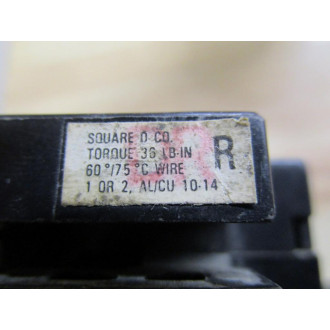 SQUARE D CO.
TORQUE 36 LB-IN
60°/75°C WIRE
1 OR 2, AL/CU 10-14
R